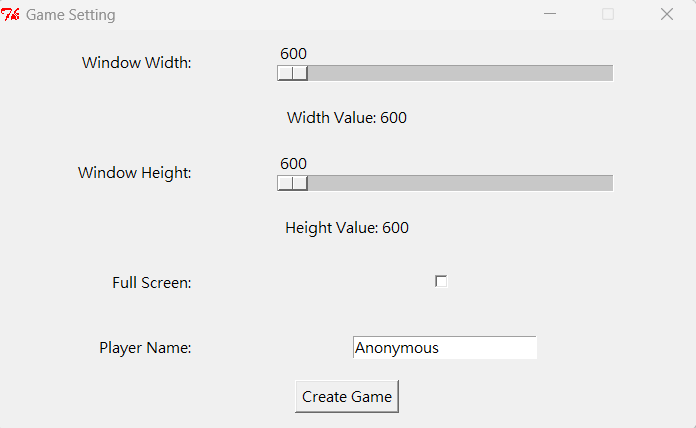 Game Setting
600
Window Width:
Width Value: 600
600
Window Height:
Height Value: 600
Full Screen:
Player Name: Anonymous
Create Game